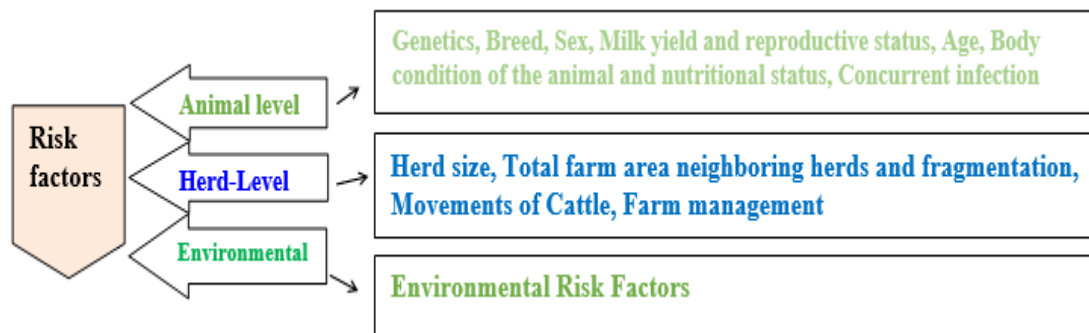 Risk
factors
Animal level
Genetics, Breed, Sex, Milk yield and reproductive status, Age, Body
condition of the animal and nutritional status, Concurrent infection
Herd-Level
Herd size, Total farm area neighboring herds and fragmentation,
Movements of Cattle, Farm management
Environmental
Environmental Risk Factors